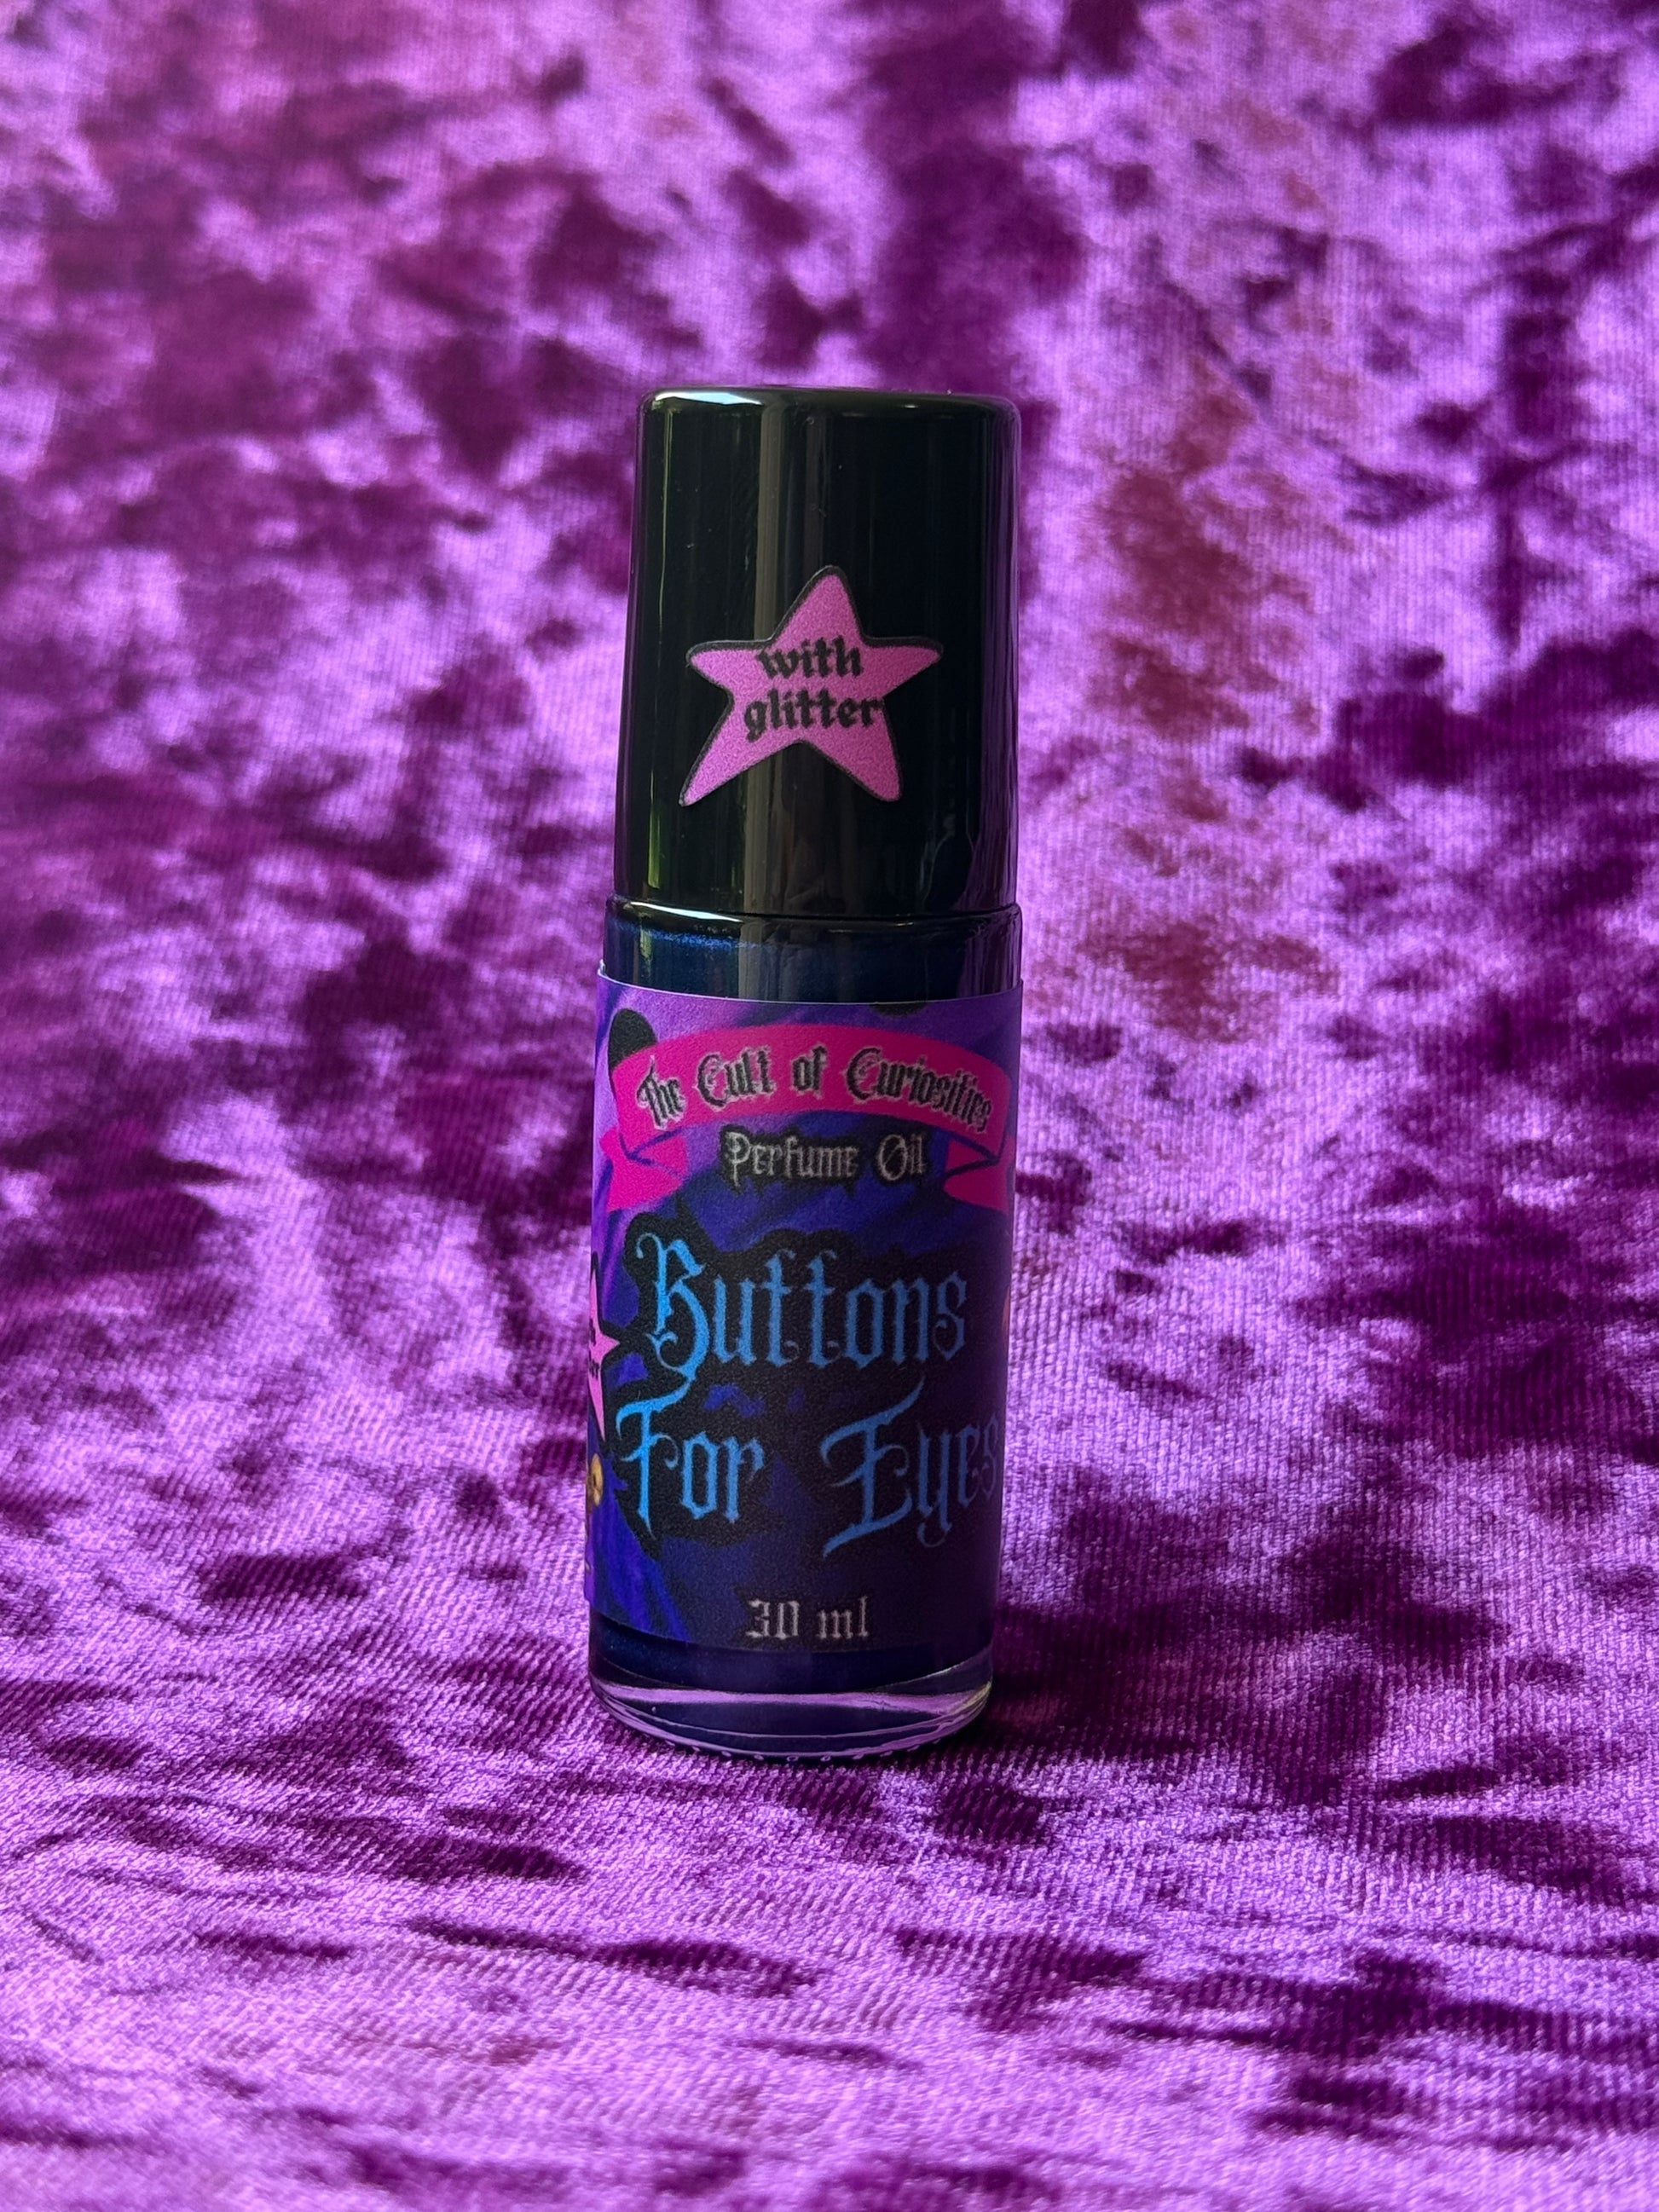 with
glitter
The Cult of Curiosities
Perfume Oil
Buttons
For Eyes
30 ml